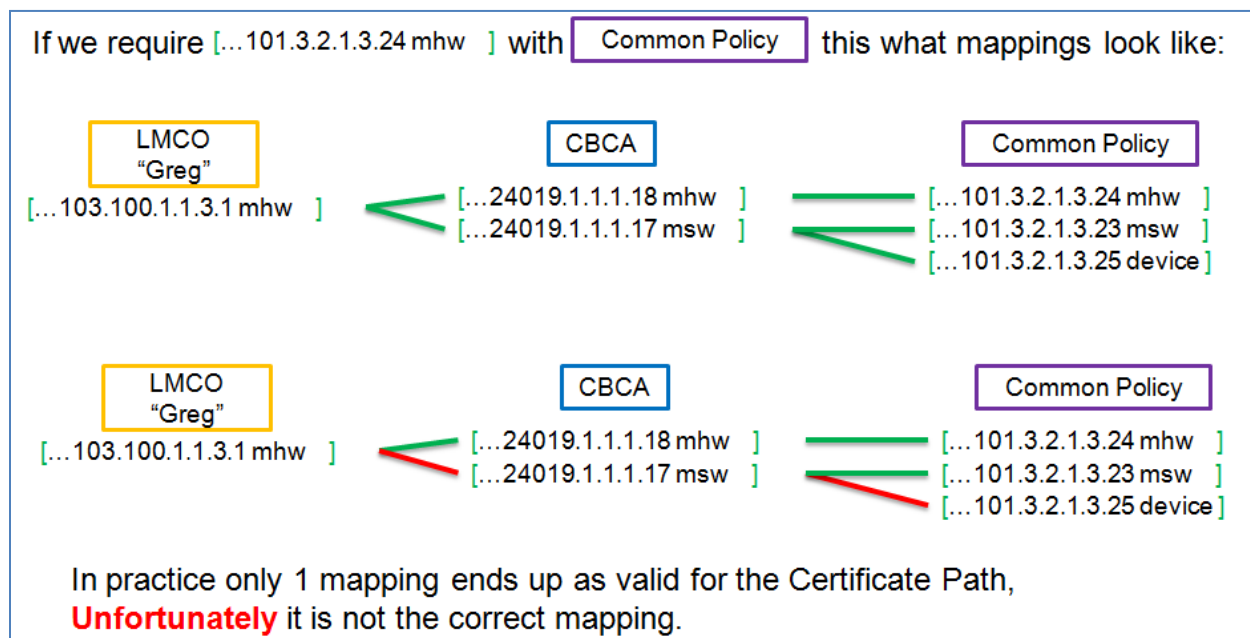 If we require [...101.3.2.1.3.24 mhw ] with Common Policy this what mappings look like:
LMCO CBCA Common Policy
“Greg”
[...103.100.1.1.3.1 mhw ] [...24019.1.1.1.18 mhw ] [...101.3.2.1.3.24 mhw ]
[...24019.1.1.1.17 msw ] [...101.3.2.1.3.23 msw ]
[...101.3.2.1.3.25 device]
LMCO CBCA Common Policy
“Greg”
[...103.100.1.1.3.1 mhw ] [...24019.1.1.1.18 mhw ] [...101.3.2.1.3.24 mhw ]
[...24019.1.1.1.17 msw ] [...101.3.2.1.3.23 msw ]
[...101.3.2.1.3.25 device]
In practice only 1 mapping ends up as valid for the Certificate Path,
Unfortunately it is not the correct mapping.